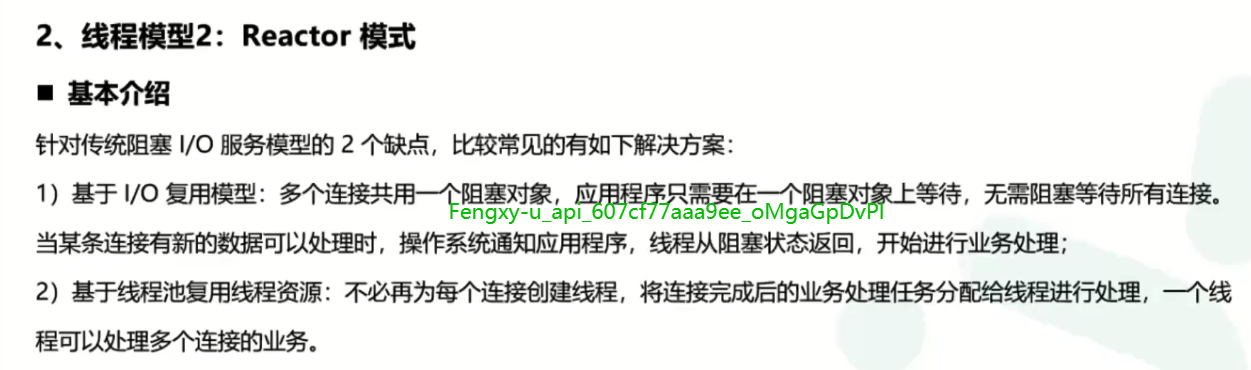 2、线程模型2：Reactor 模式
■ 基本介绍
针对传统阻塞 I/O 服务模型的 2 个缺点，比较常见的有如下解决方案：
1）基于 I/O 复用模型：多个连接共用一个阻塞对象，应用程序只需要在一个阻塞对象上等待，无需阻塞等待所有连接。
Fengxy-u_api_607cf77aaa9ee_oMgaGpDvPl
当某条连接有新的数据可以处理时，操作系统通知应用程序，线程从阻塞状态返回，开始进行业务处理；
2）基于线程池复用线程资源：不必再为每个连接创建线程，将连接完成后的业务处理任务分配给线程进行处理，一个线
程可以处理多个连接的业务。